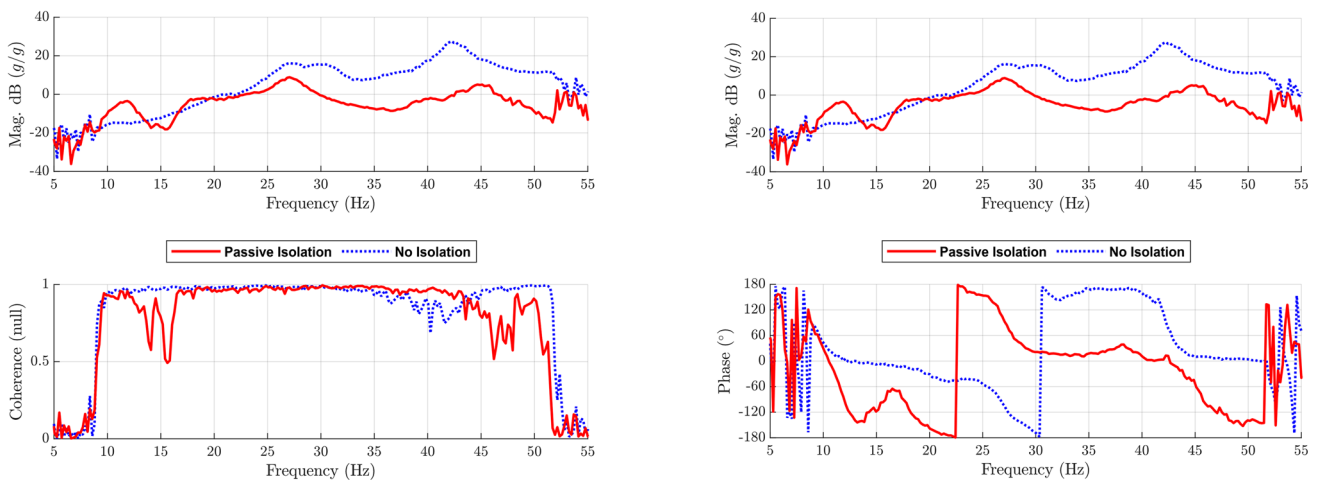 Mag. dB (g/g)
40
20
0
-20
-40
5 10 15 20 25 30 35 40 45 50 55
Frequency (Hz)
Mag. dB (g/g)
40
20
0
-20
-40
5 10 15 20 25 30 35 40 45 50 55
Frequency (Hz)
Passive Isolation No Isolation
Coherence (null)
1
0.5
0
5 10 15 20 25 30 35 40 45 50 55
Frequency (Hz)
Passive Isolation No Isolation
Phase (°)
180
120
60
0
-60
-120
-180
5 10 15 20 25 30 35 40 45 50 55
Frequency (Hz)